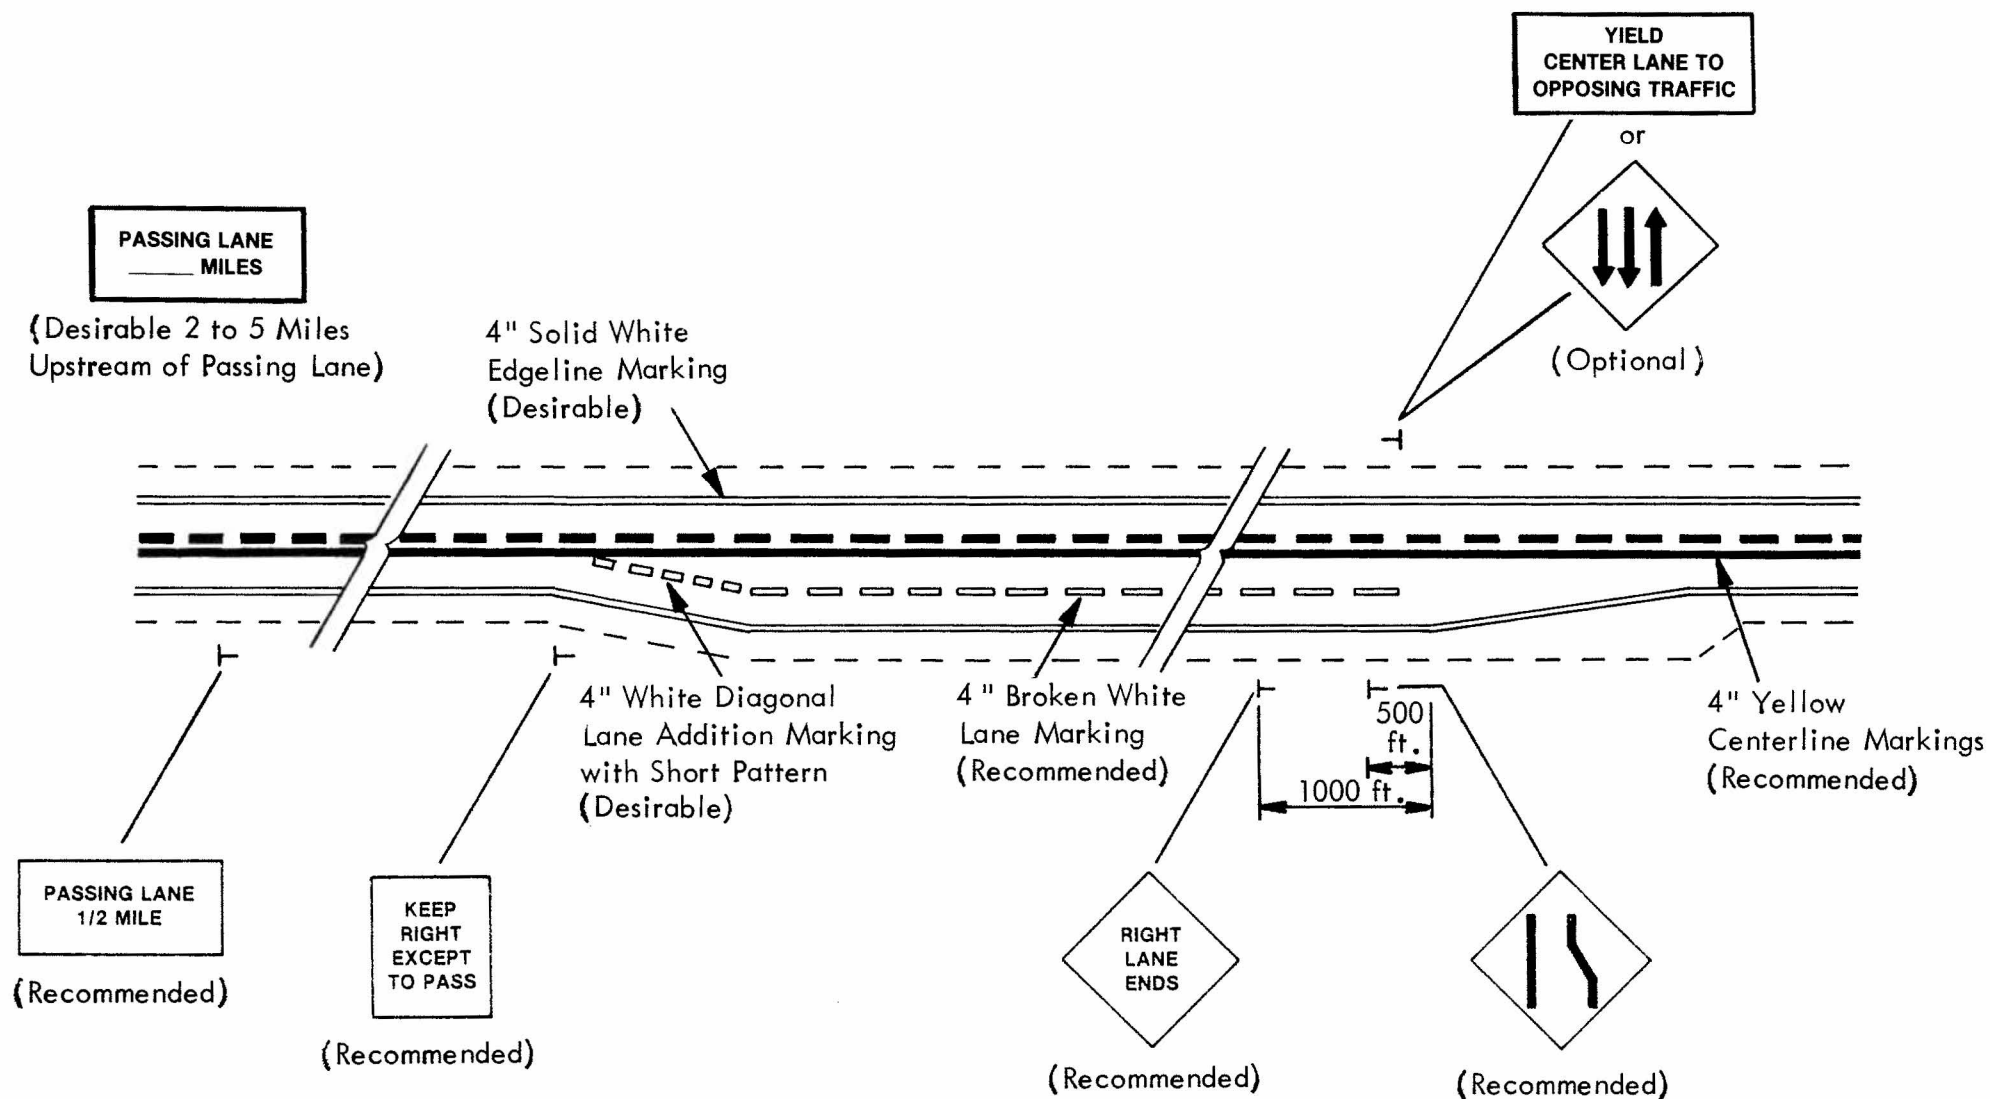 YIELD
CENTER LANE TO
OPPOSING TRAFFIC
or
(Optional)
PASSING LANE
_____ MILES
(Desirable 2 to 5 Miles
Upstream of Passing Lane)
4" Solid White
Edgeline Marking
(Desirable)
4" White Diagonal
Lane Addition Marking
with Short Pattern
(Desirable)
4" Broken White
Lane Marking
(Recommended)
500
ft.
1000 ft.
4" Yellow
Centerline Markings
(Recommended)
PASSING LANE
1/2 MILE
(Recommended)
KEEP
RIGHT
EXCEPT
TO PASS
(Recommended)
RIGHT
LANE
ENDS
(Recommended)
(Recommended)